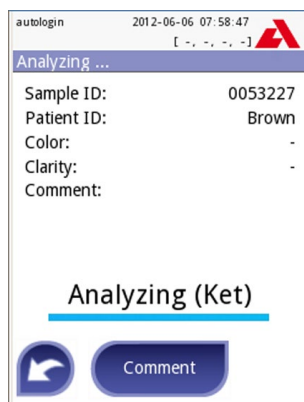 autologin 2012-06-06 07:58:47
[ -, -, -, -]
Analyzing ...
Sample ID: 0053227
Patient ID: Brown
Color: -
Clarity: -
Comment:
Analyzing (Ket)
Comment